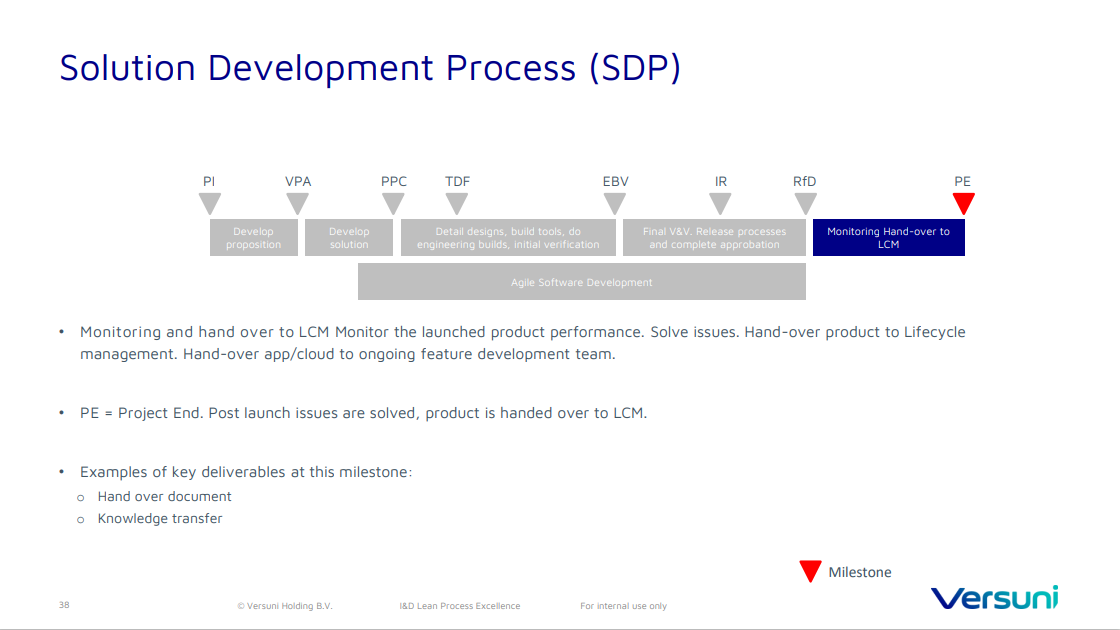 Solution Development Process (SDP)
PI VPA PPC TDF EBV IR RfD PE
Develop
proposition
Develop
solution
Detail designs, build tools, do
engineering builds, initial verification
Final V&V. Release processes
and complete approbation
Monitoring Hand-over to
LCM
Agile Software Development
• Monitoring and hand over to LCM Monitor the launched product performance. Solve issues. Hand-over product to Lifecycle
management. Hand-over app/cloud to ongoing feature development team.
• PE = Project End. Post launch issues are solved, product is handed over to LCM.
• Examples of key deliverables at this milestone:
o Hand over document
o Knowledge transfer
Milestone
38 © Versuni Holding B.V. I&D Lean Process Excellence For internal use only
Versuni